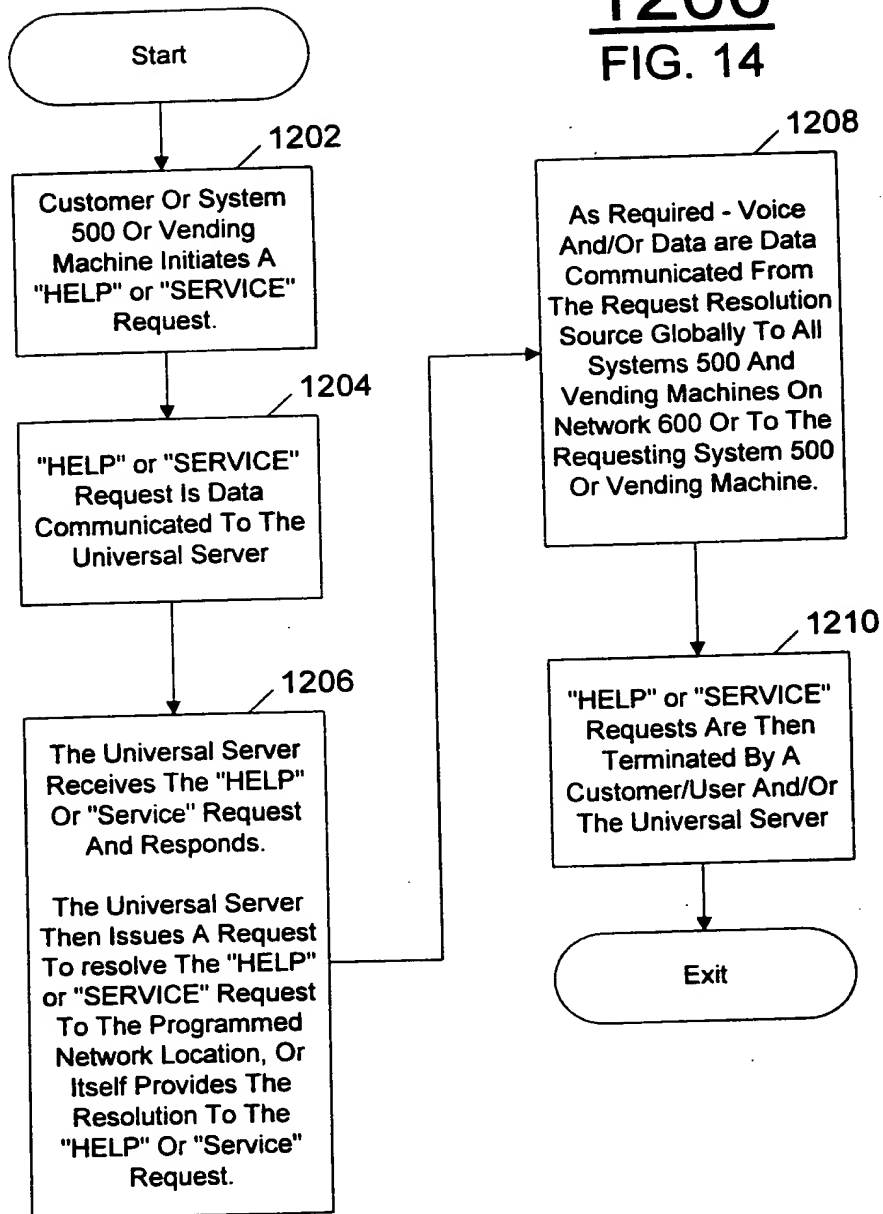 1200
FIG. 14
Start
1202
Customer Or System
500 Or Vending
Machine Initiates A
"HELP" or "SERVICE"
Request.
1204
"HELP" or "SERVICE"
Request Is Data
Communicated To The
Universal Server
1206
The Universal Server
Receives The "HELP"
Or "Service" Request
And Responds.
The Universal Server
Then Issues A Request
To resolve The "HELP"
or "SERVICE" Request
To The Programmed
Network Location, Or
Itself Provides The
Resolution To The
"HELP" Or "Service"
Request.
1208
As Required - Voice
And/Or Data are Data
Communicated From
The Request Resolution
Source Globally To All
Systems 500 And
Vending Machines On
Network 600 Or To The
Requesting System 500
Or Vending Machine.
1210
"HELP" or "SERVICE"
Requests Are Then
Terminated By A
Customer/User And/Or
The Universal Server
Exit